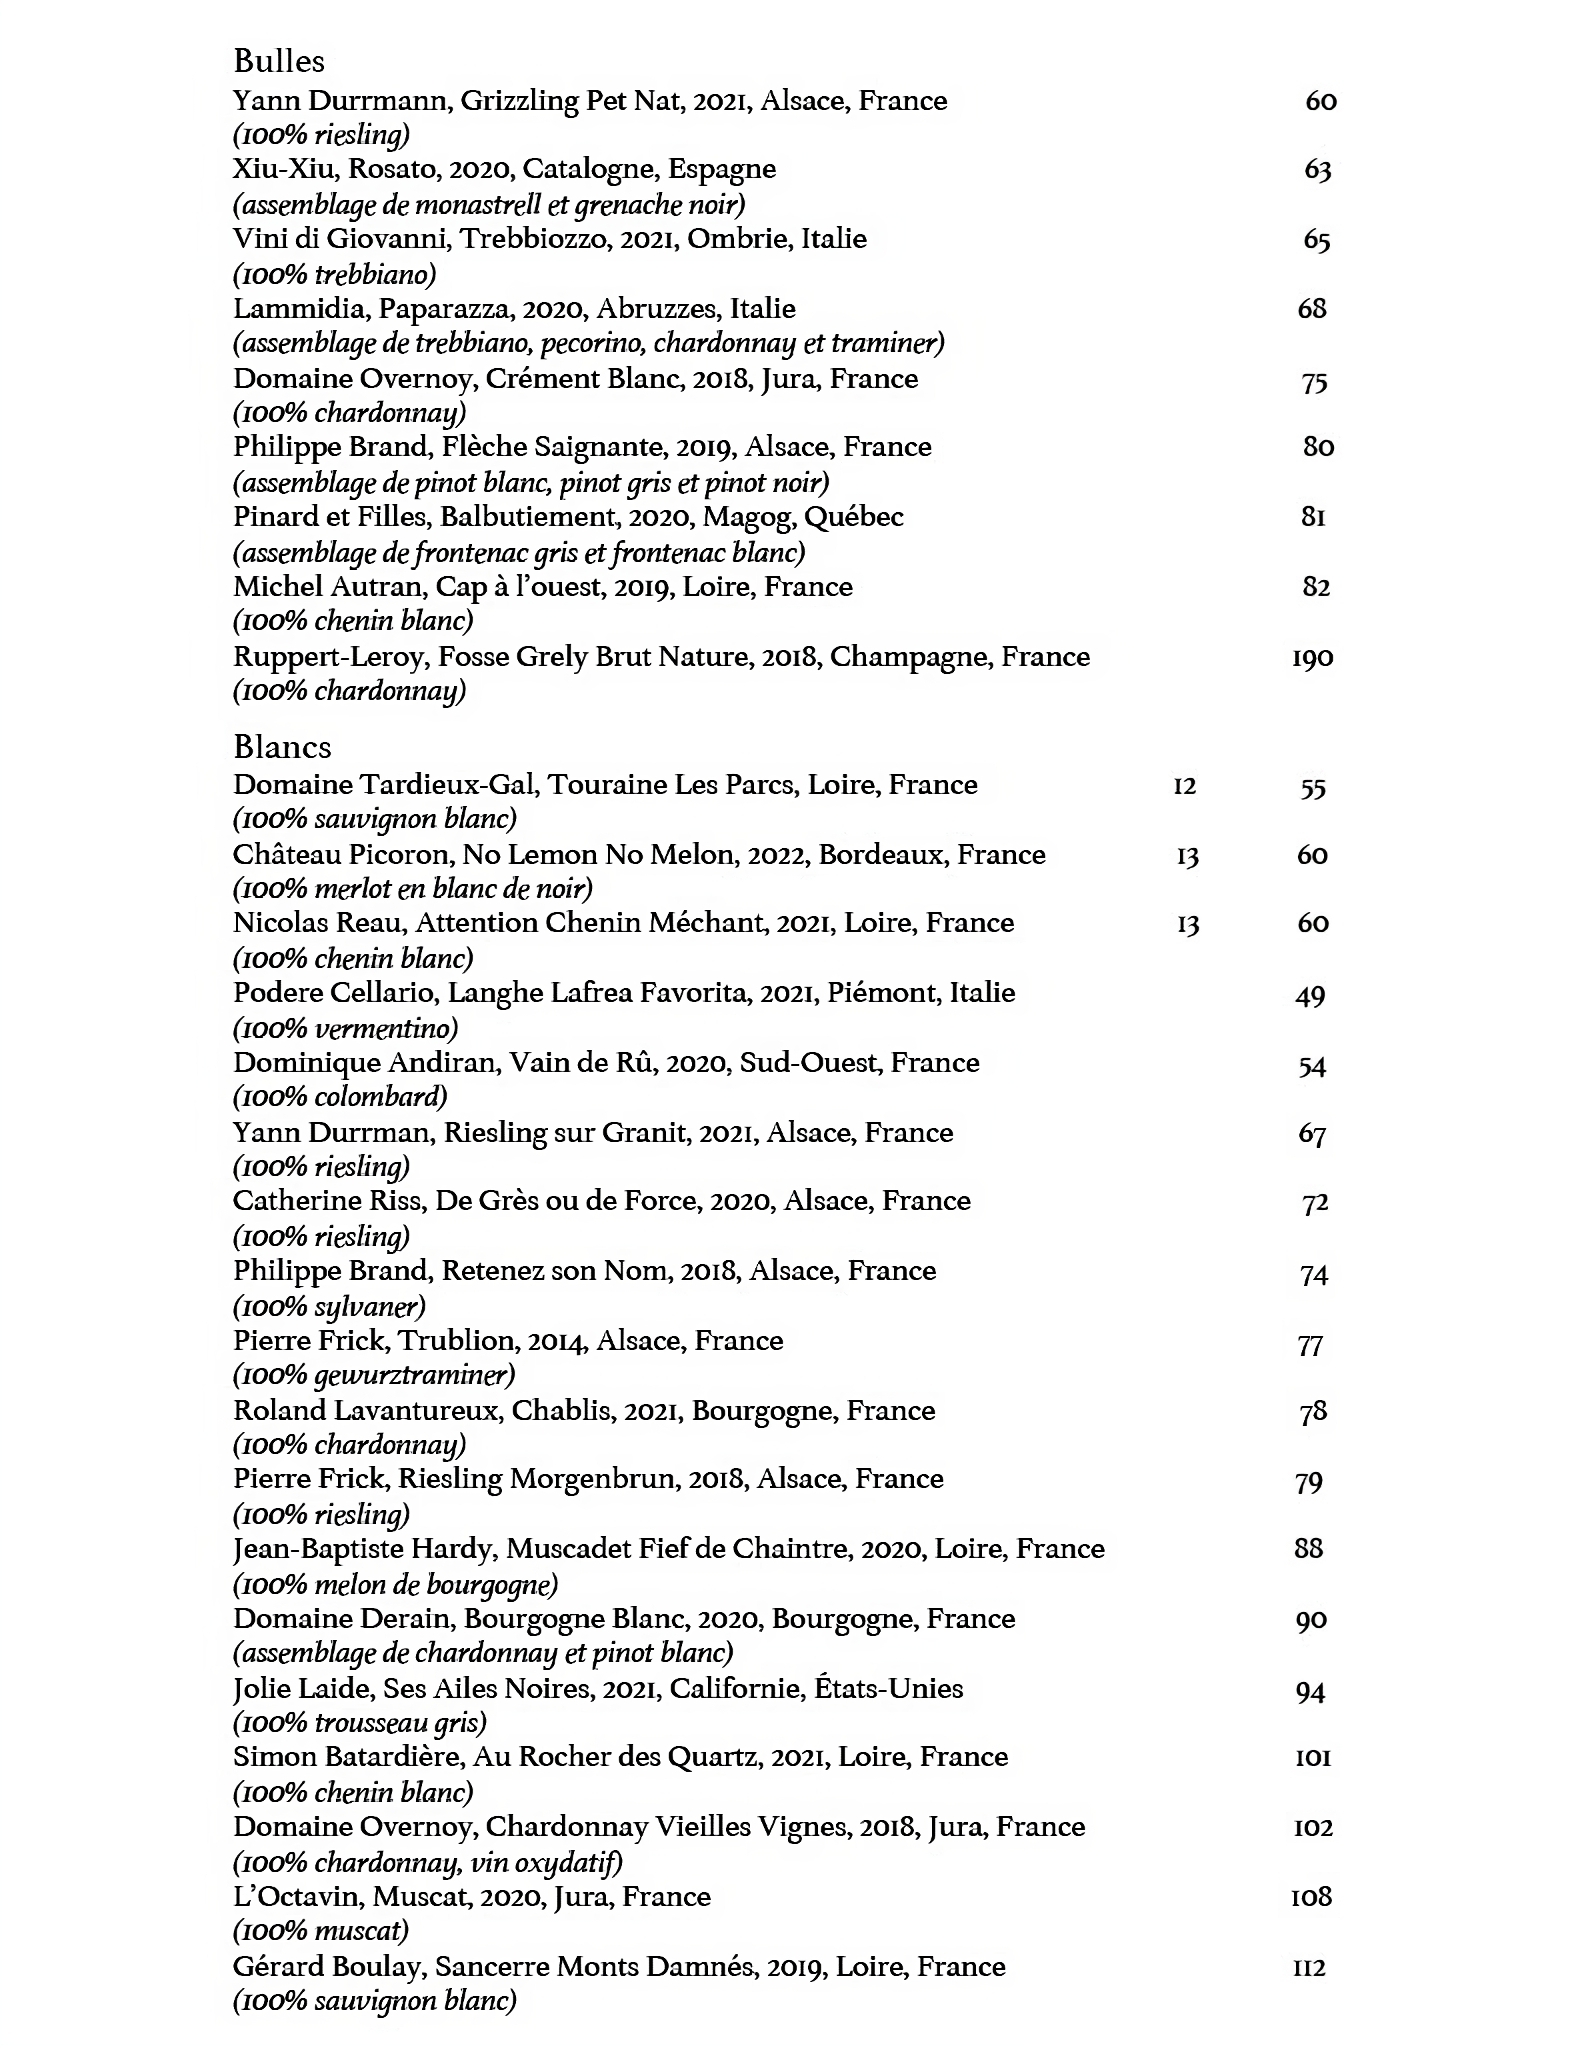 Bulles
Yann Durrmann, Grizzling Pet Nat, 2021, Alsace, France 60
(100% riesling)
Xiu-Xiu, Rosato, 2020, Catalogne, Espagne 63
(assemblage de monastrell et grenache noir)
Vini di Giovanni, Trebbiozzo, 2021, Ombrie, Italie 65
(100% trebbiano)
Lammidia, Paparazza, 2020, Abruzzes, Italie 68
(assemblage de trebbiano, pecorino, chardonnay et traminer)
Domaine Overnoy, Crément Blanc, 2018, Jura, France 75
(100% chardonnay)
Philippe Brand, Flèche Saignante, 2019, Alsace, France 80
(assemblage de pinot blanc, pinot gris et pinot noir)
Pinard et Filles, Balbutiement, 2020, Magog, Québec 81
(assemblage de frontenac gris et frontenac blanc)
Michel Autran, Cap à l'ouest, 2019, Loire, France 82
(100% chenin blanc)
Ruppert-Leroy, Fosse Grely Brut Nature, 2018, Champagne, France 190
(100% chardonnay)
Blancs
Domaine Tardieux-Gal, Touraine Les Parcs, Loire, France 12 55
(100% sauvignon blanc)
Château Picoron, No Lemon No Melon, 2022, Bordeaux, France 13 60
(100% merlot en blanc de noir)
Nicolas Reau, Attention Chenin Méchant, 2021, Loire, France 13 60
(100% chenin blanc)
Podere Cellario, Langhe Lafrea Favorita, 2021, Piémont, Italie 49
(100% vermentino)
Dominique Andiran, Vain de Rû, 2020, Sud-Ouest, France 54
(100% colombard)
Yann Durrman, Riesling sur Granit, 2021, Alsace, France 67
(100% riesling)
Catherine Riss, De Grès ou de Force, 2020, Alsace, France 72
(100% riesling)
Philippe Brand, Retenez son Nom, 2018, Alsace, France 74
(100% sylvaner)
Pierre Frick, Trublion, 2014, Alsace, France 77
(100% gewurztraminer)
Roland Lavantureux, Chablis, 2021, Bourgogne, France 78
(100% chardonnay)
Pierre Frick, Riesling Morgenbrun, 2018, Alsace, France 79
(100% riesling)
Jean-Baptiste Hardy, Muscadet Fief de Chaintre, 2020, Loire, France 88
(100% melon de bourgogne)
Domaine Derain, Bourgogne Blanc, 2020, Bourgogne, France 90
(assemblage de chardonnay et pinot blanc)
Jolie Laide, Ses Ailes Noires, 2021, Californie, États-Unies 94
(100% trousseau gris)
Simon Batardière, Au Rocher des Quartz, 2021, Loire, France 101
(100% chenin blanc)
Domaine Overnoy, Chardonnay Vieilles Vignes, 2018, Jura, France 102
(100% chardonnay, vin oxydatif)
L'Octavin, Muscat, 2020, Jura, France 108
(100% muscat)
Gérard Boulay, Sancerre Monts Damnés, 2019, Loire, France 112
(100% sauvignon blanc)